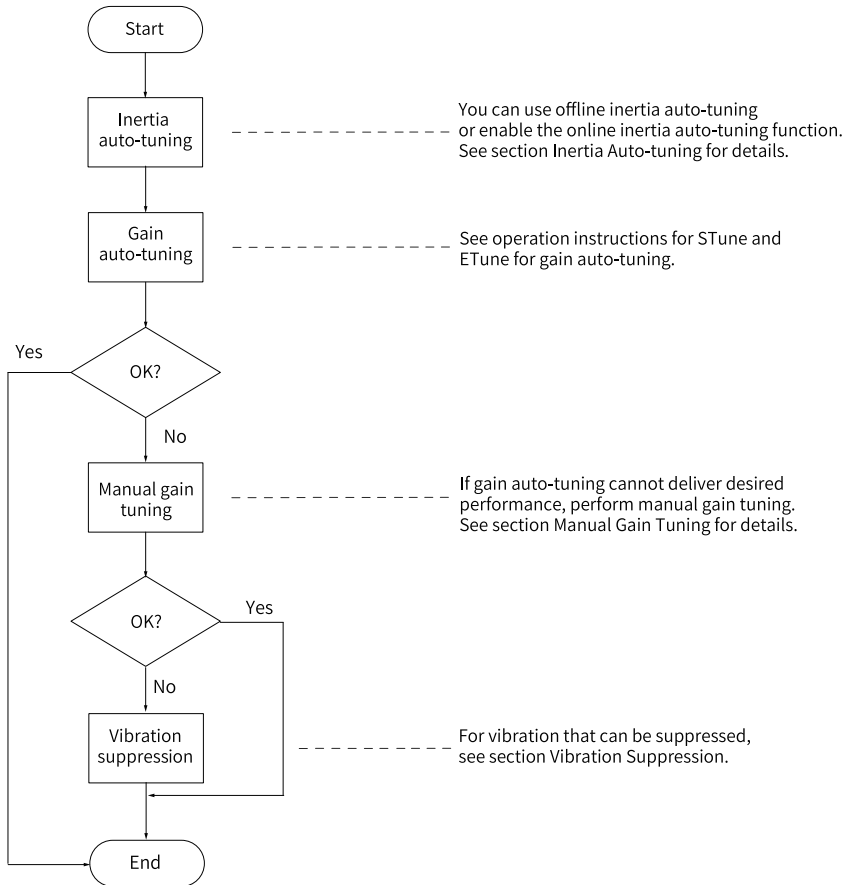 Start
Inertia
auto-tuning
You can use offline inertia auto-tuning
or enable the online inertia auto-tuning function.
See section Inertia Auto-tuning for details.
Gain
auto-tuning
See operation instructions for STune and
ETune for gain auto-tuning.
Yes
OK?
No
Manual gain
tuning
If gain auto-tuning cannot deliver desired
performance, perform manual gain tuning.
See section Manual Gain Tuning for details.
OK?
Yes
No
Vibration
suppression
For vibration that can be suppressed,
see section Vibration Suppression.
End